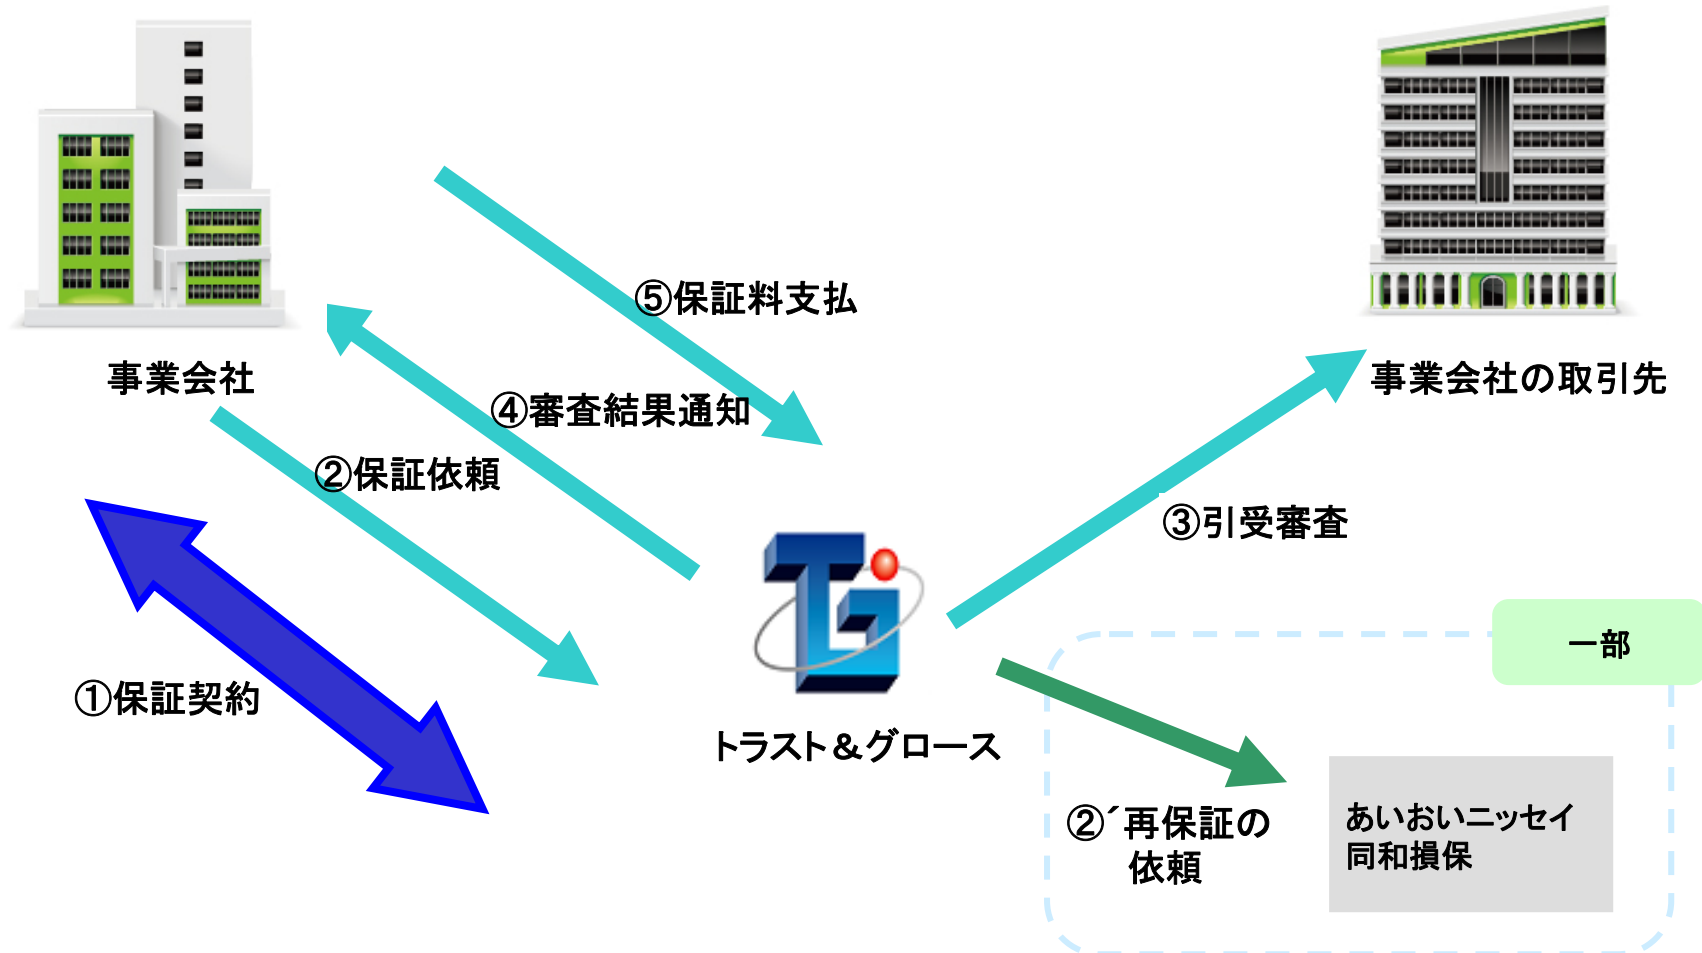 ⑤保証料支払
事業会社
事業会社の取引先
④審査結果通知
②保証依頼
③引受審査
一部
①保証契約
トラスト＆グロース
②´再保証の
依頼
あいおいニッセイ
同和損保